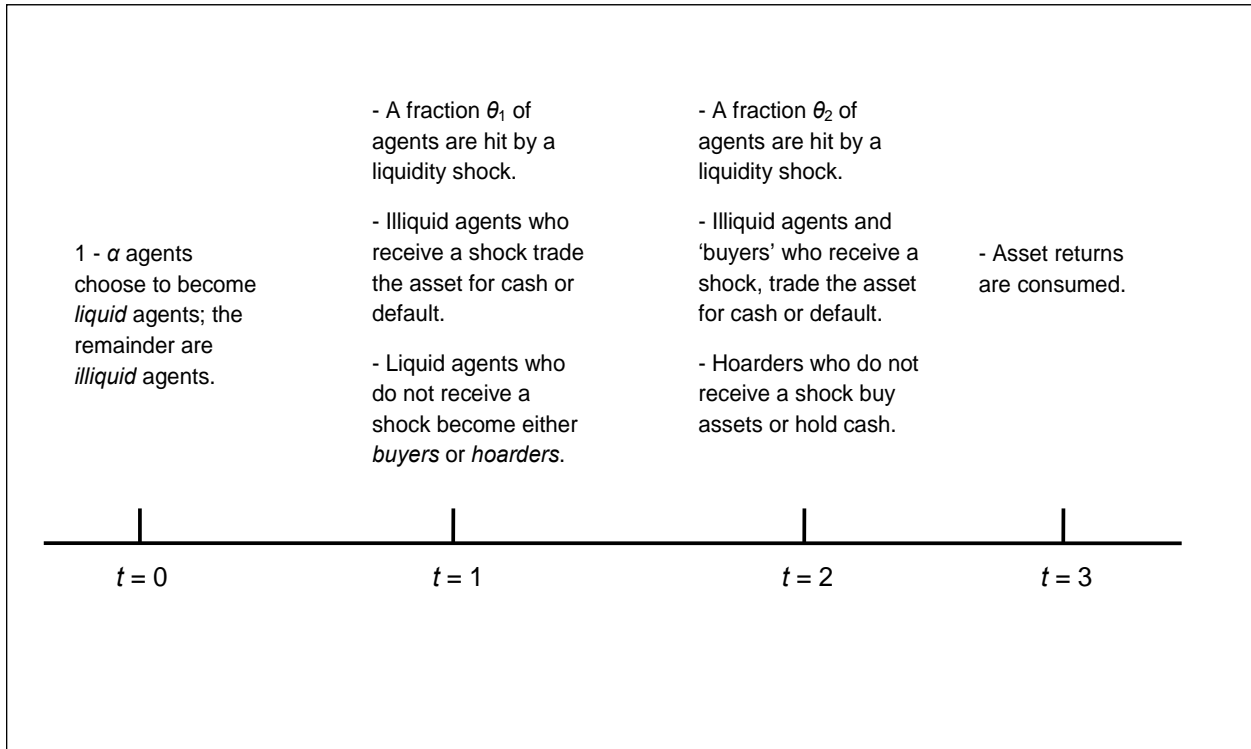 1 - α agents
choose to become
liquid agents; the
remainder are
illiquid agents.
- A fraction θ1 of
agents are hit by a
liquidity shock.
- Illiquid agents who
receive a shock trade
the asset for cash or
default.
- Liquid agents who
do not receive a
shock become either
buyers or hoarders.
- A fraction θ2 of
agents are hit by a
liquidity shock.
- Illiquid agents and
‘buyers’ who receive a
shock, trade the asset
for cash or default.
- Hoarders who do not
receive a shock buy
assets or hold cash.
- Asset returns
are consumed.
t = 0
t = 1
t = 2
t = 3